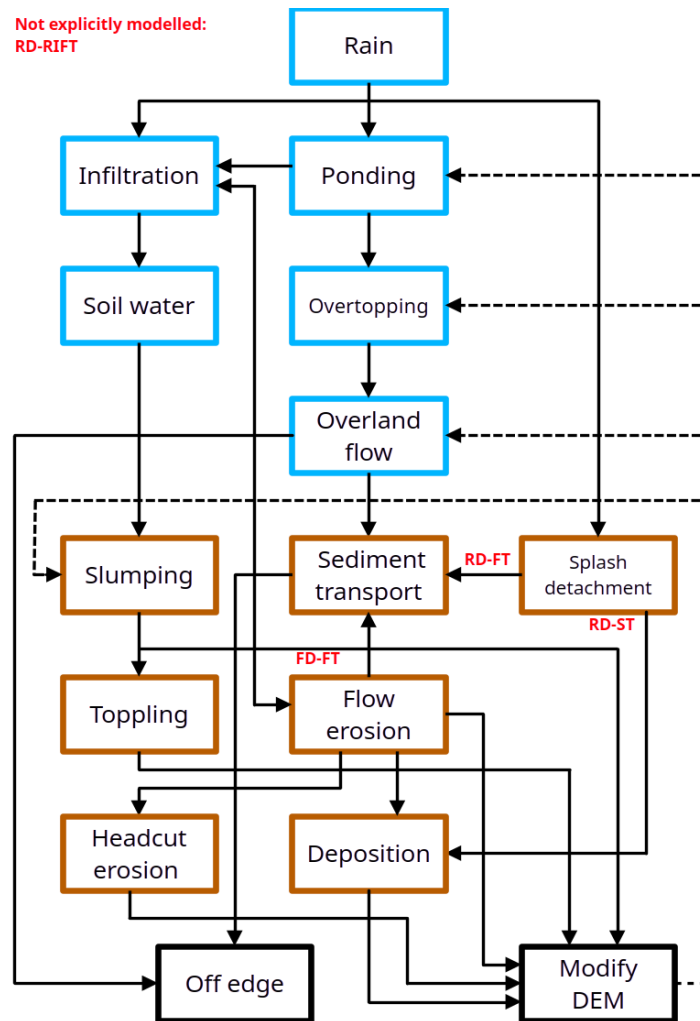 Not explicitly modelled:
RD-RIFT
Rain
Infiltration
Ponding
Soil water
Overtopping
Overland
flow
Slumping
Sediment
transport
RD-FT
Splash
detachment
RD-ST
FD-FT
Toppling
Flow
erosion
Headcut
erosion
Deposition
Off edge
Modify
DEM